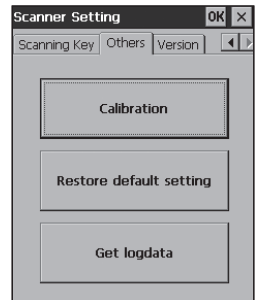 Scanner Setting OK ×
Scanning Key Others Version
Calibration
Restore default setting
Get logdata